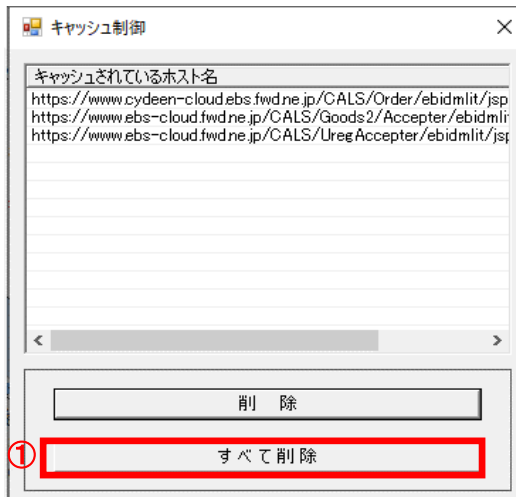 キャッシュ制御
キャッシュされているホスト名
https://www.cydeen-cloud.ebs.fwd.ne.jp/CALS/Order/ebidmlit/jsp
https://www.ebs-cloud.fwd.ne.jp/CALS/Goods2/Accepter/ebidmli
https://www.ebs-cloud.fwd.ne.jp/CALS/UregAccepter/ebidmlit/jsp
削 除
① すべて削除